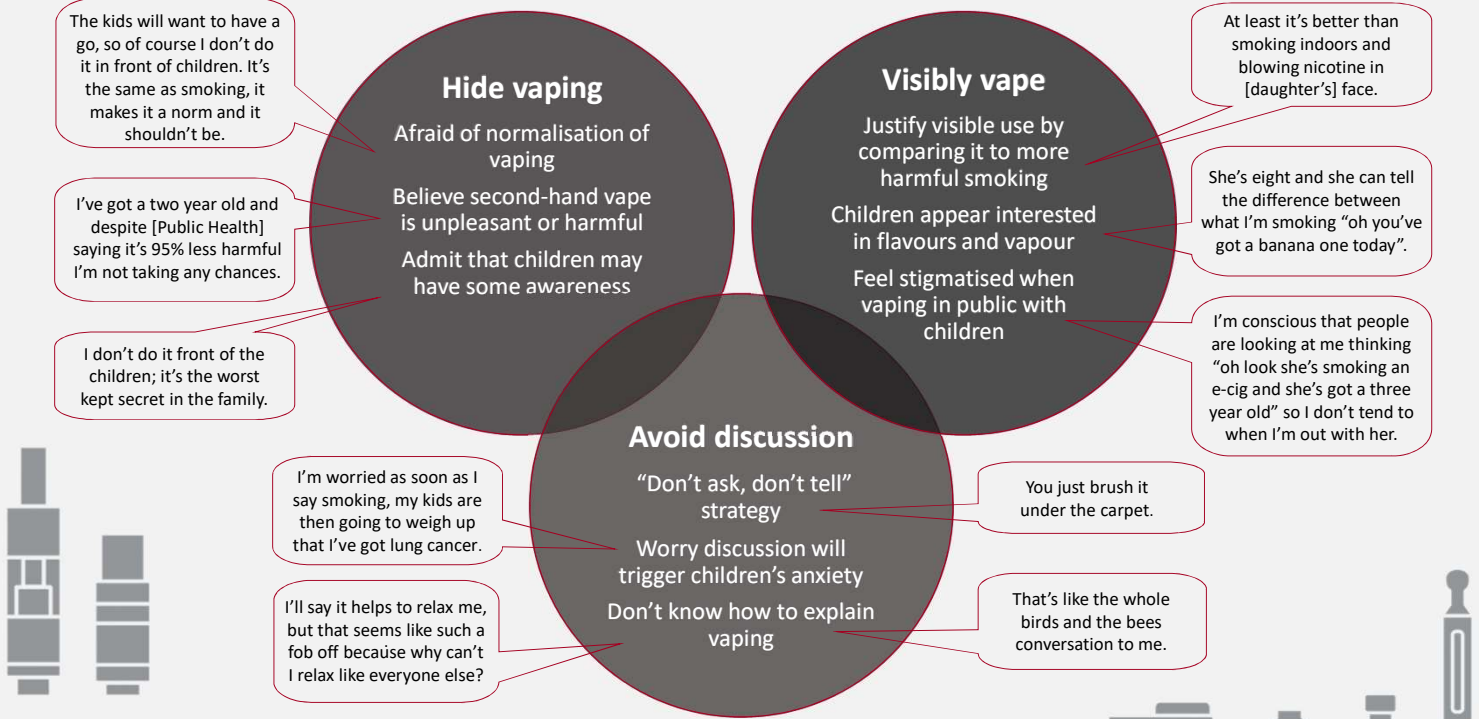 The kids will want to have a
go, so of course I don't do
it in front of children. It's
the same as smoking, it
makes it a norm and it
shouldn't be.
I've got a two year old and
despite [Public Health]
saying it's 95% less harmful
I'm not taking any chances.
I don't do it front of the
children; it's the worst
kept secret in the family.
Hide vaping
Afraid of normalisation of
vaping
Believe second-hand vape
is unpleasant or harmful
Admit that children may
have some awareness
Visibly vape
Justify visible use by
comparing it to more
harmful smoking
Children appear interested
in flavours and vapour
Feel stigmatised when
vaping in public with
children
At least it's better than
smoking indoors and
blowing nicotine in
[daughter's] face.
She's eight and she can tell
the difference between
what I'm smoking “oh you've
got a banana one today”.
I'm conscious that people
are looking at me thinking
“oh look she's smoking an
e-cig and she's got a three
year old” so I don't tend to
when I'm out with her.
Avoid discussion
“Don't ask, don't tell”
strategy
Worry discussion will
trigger children's anxiety
Don't know how to explain
vaping
I'm worried as soon as I
say smoking, my kids are
then going to weigh up
that I've got lung cancer.
I'll say it helps to relax me,
but that seems like such a
fob off because why can't
I relax like everyone else?
You just brush it
under the carpet.
That's like the whole
birds and the bees
conversation to me.